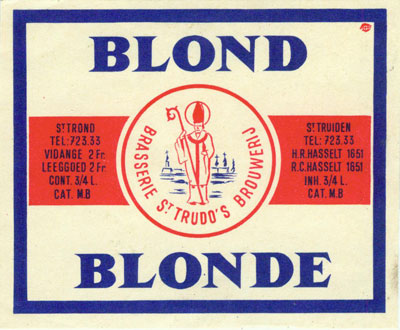 BLOND
ST TROND
TEL: 723.33
VIDANGE 2 Fr.
LEEGGOED 2 Fr.
CONT. 3/4 L.
CAT. M.B
BRASSERIE ST TRUDO'S BROUWERIJ
ST TRUIDEN
TEL: 723.33
H.R. HASSELT 1651
R.C. HASSELT 1651
INH. 3/4 L.
CAT. M.B
BLONDE